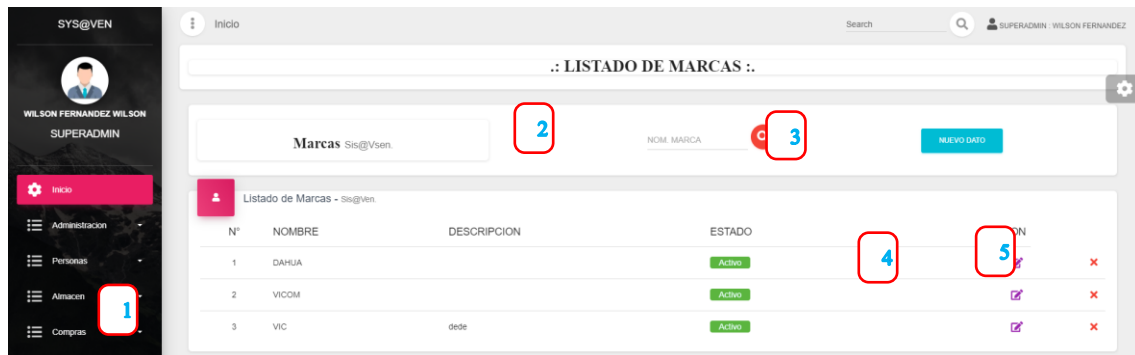 SYS@VEN
Inicio
Search
SUPERADMIN : WILSON FERNANDEZ
.: LISTADO DE MARCAS :.
WILSON FERNANDEZ WILSON
SUPERADMIN
Marcas Sis@Vsen.
2
NOM. MARCA
3
NUEVO DATO
Inicio
Administracion
Personas
Almacen
1
Compras
Listado de Marcas - Sis@Ven.
N° NOMBRE DESCRIPCION ESTADO
1 DAHUA Activo
4
5
2 VICOM Activo
3 VIC dede Activo